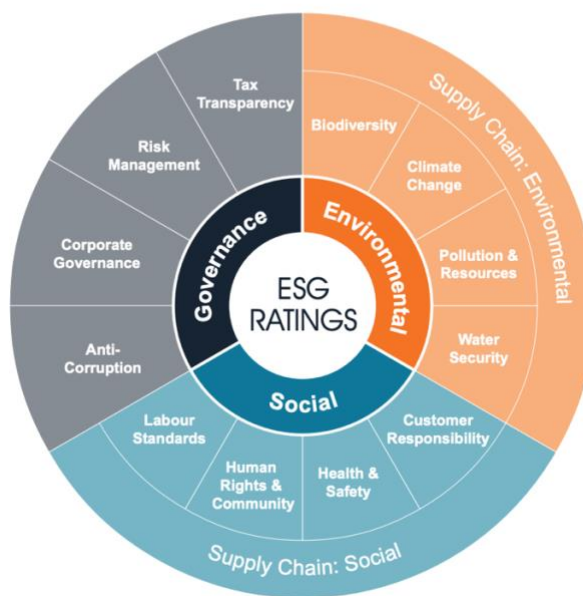 ESG
RATINGS
Governance
Environmental
Social
Tax
Transparency
Risk
Management
Corporate
Governance
Anti-
Corruption
Biodiversity
Climate
Change
Pollution &
Resources
Water
Security
Supply Chain: Environmental
Customer
Responsibility
Health &
Safety
Human
Rights &
Community
Labour
Standards
Supply Chain: Social